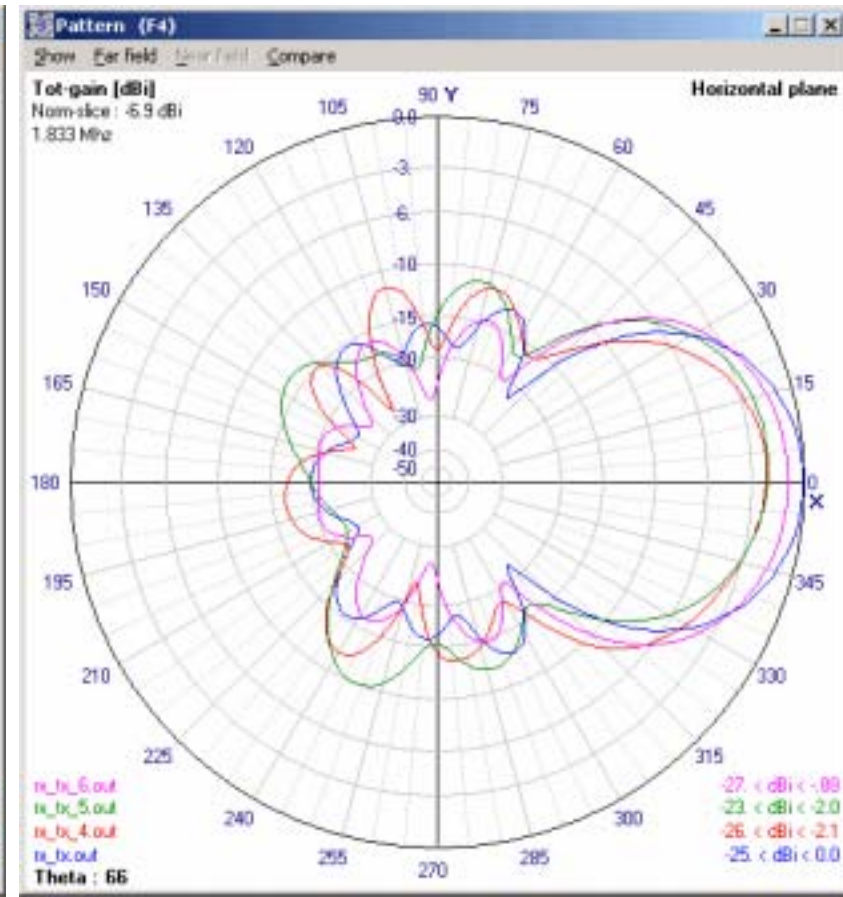 Pattern (F4)
Show Far field Near field Compare
Tot-gain [dBi]
Norm-slice : -6.9 dBi
1.833 Mhz
Horizontal plane
90 Y
105
75
120
60
135
45
150
30
165
15
180
0
X
195
345
210
330
225
315
240
300
255
285
270
0.0
-3.
-6.
-10
-15
-20
-30
-40
-50
rx_tx_6.out
rx_tx_5.out
rx_tx_4.out
rx_tx.out
Theta : 66
-27. < dBi < -.89
-23. < dBi < -2.0
-26. < dBi < -2.1
-25. < dBi < 0.0